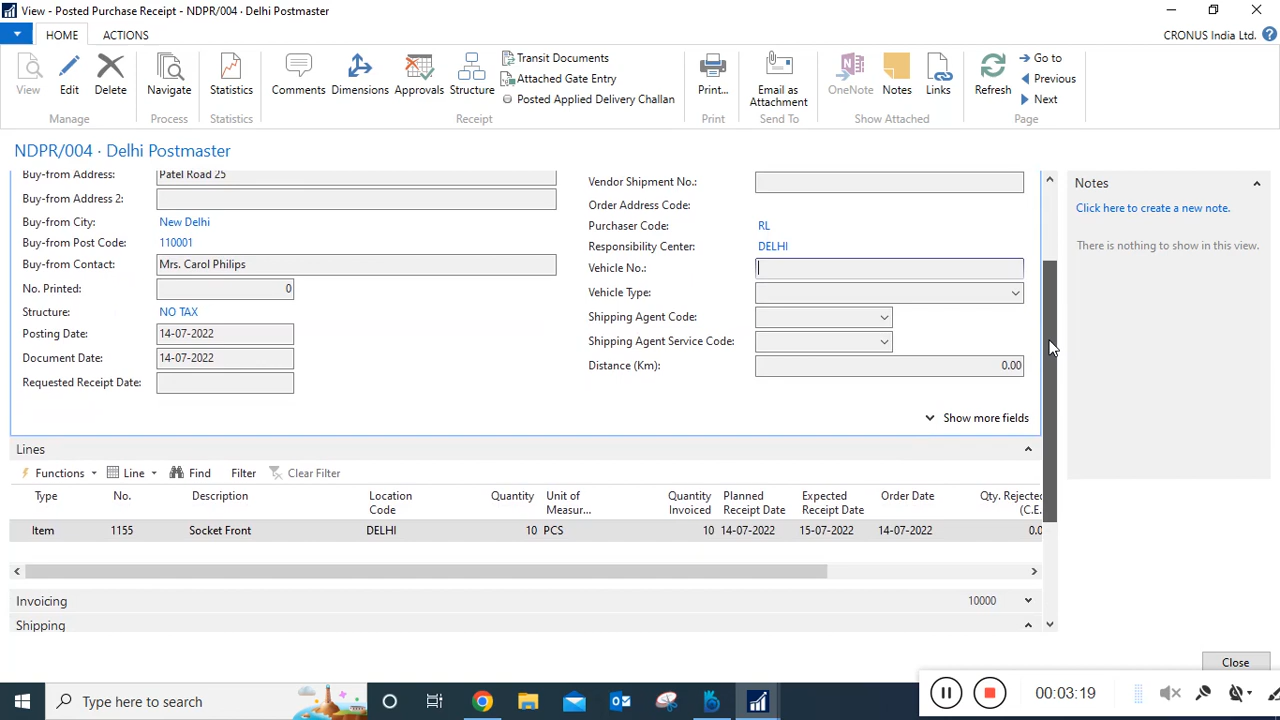 View - Posted Purchase Receipt - NDPR/004 - Delhi Postmaster
HOME ACTIONS CRONUS India Ltd.
View Edit Delete Navigate Statistics Comments Dimensions Approvals Structure
Transit Documents
Attached Gate Entry
Posted Applied Delivery Challan
Print... Email as Attachment OneNote Notes Links Refresh
Go to
Previous
Next
Manage Process Statistics Receipt Print Send To Show Attached Page
NDPR/004 · Delhi Postmaster
Buy-from Address: Patel Road 25
Buy-from Address 2:
Buy-from City: New Delhi
Buy-from Post Code: 110001
Buy-from Contact: Mrs. Carol Philips
No. Printed: 0
Structure: NO TAX
Posting Date: 14-07-2022
Document Date: 14-07-2022
Requested Receipt Date:
Vendor Shipment No.:
Order Address Code:
Purchaser Code: RL
Responsibility Center: DELHI
Vehicle No.:
Vehicle Type:
Shipping Agent Code:
Shipping Agent Service Code:
Distance (Km): 0.00
Show more fields
Notes
Click here to create a new note.
There is nothing to show in this view.
Lines
Functions Line Find Filter Clear Filter
Type No. Description Location Code Quantity Unit of Measur... Quantity Invoiced Planned Receipt Date Expected Receipt Date Order Date Qty. Rejected (C.E.
Item 1155 Socket Front DELHI 10 PCS 10 14-07-2022 15-07-2022 14-07-2022 0.0
Invoicing 10000
Shipping
Close
Type here to search
00:03:19